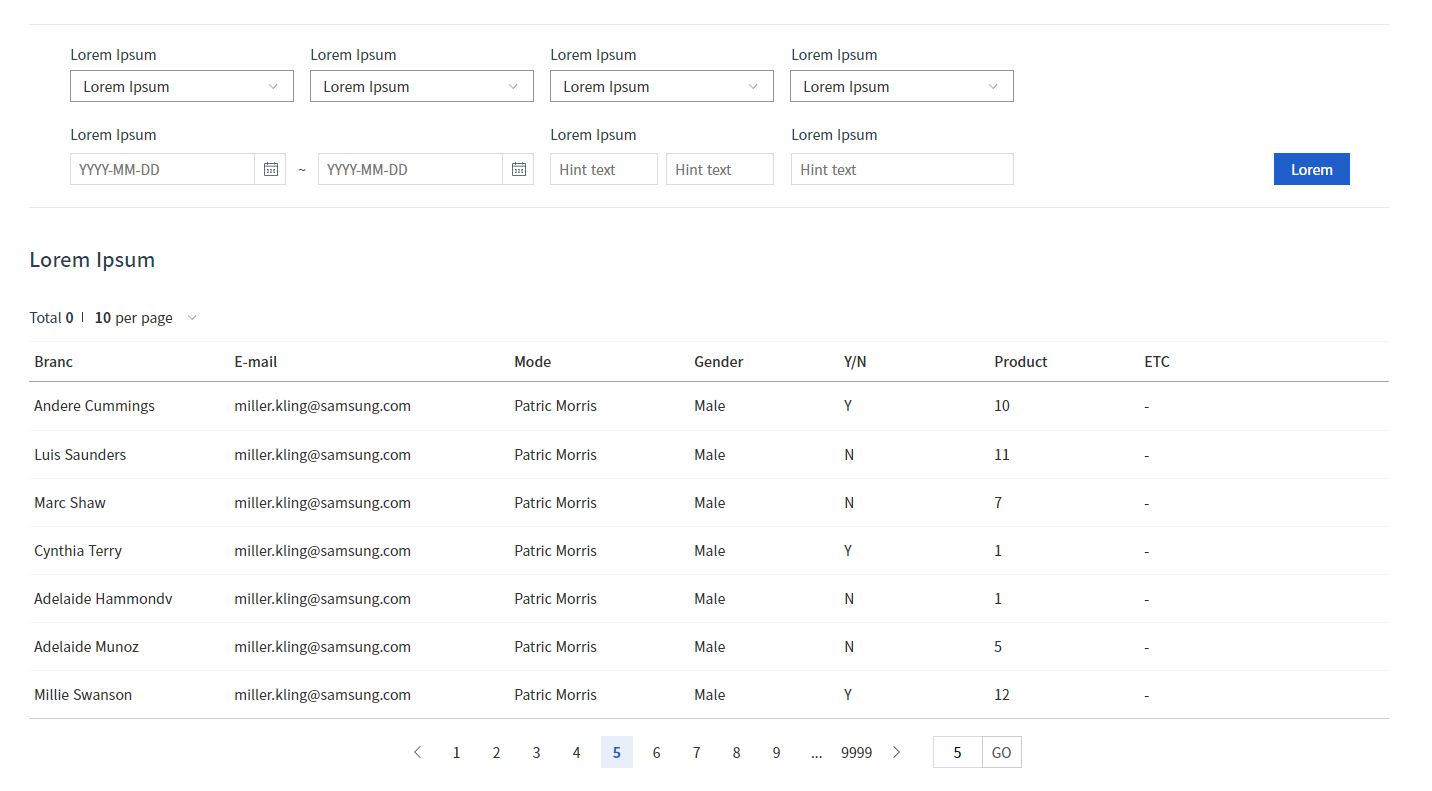 Lorem Ipsum Lorem Ipsum Lorem Ipsum Lorem Ipsum
Lorem Ipsum Lorem Ipsum Lorem Ipsum Lorem Ipsum
Lorem Ipsum Lorem Ipsum Lorem Ipsum
YYYY-MM-DD ~ YYYY-MM-DD Hint text Hint text Hint text Lorem
Lorem Ipsum
Total 0 | 10 per page
Branc E-mail Mode Gender Y/N Product ETC
Andere Cummings miller.kling@samsung.com Patric Morris Male Y 10 -
Luis Saunders miller.kling@samsung.com Patric Morris Male N 11 -
Marc Shaw miller.kling@samsung.com Patric Morris Male N 7 -
Cynthia Terry miller.kling@samsung.com Patric Morris Male Y 1 -
Adelaide Hammondv miller.kling@samsung.com Patric Morris Male N 1 -
Adelaide Munoz miller.kling@samsung.com Patric Morris Male N 5 -
Millie Swanson miller.kling@samsung.com Patric Morris Male Y 12 -
1 2 3 4 5 6 7 8 9 ... 9999 5 GO